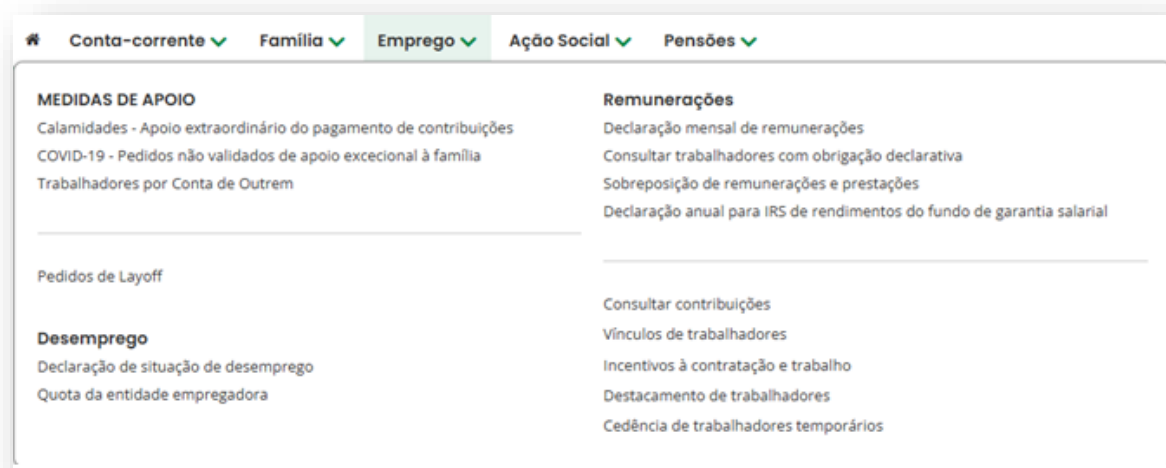 Conta-corrente Família Emprego Ação Social Pensões
MEDIDAS DE APOIO
Calamidades - Apoio extraordinário do pagamento de contribuições
COVID-19 - Pedidos não validados de apoio excecional à família
Trabalhadores por Conta de Outrem
Pedidos de Layoff
Desemprego
Declaração de situação de desemprego
Quota da entidade empregadora
Remunerações
Declaração mensal de remunerações
Consultar trabalhadores com obrigação declarativa
Sobreposição de remunerações e prestações
Declaração anual para IRS de rendimentos do fundo de garantia salarial
Consultar contribuições
Vínculos de trabalhadores
Incentivos à contratação e trabalho
Destacamento de trabalhadores
Cedência de trabalhadores temporários